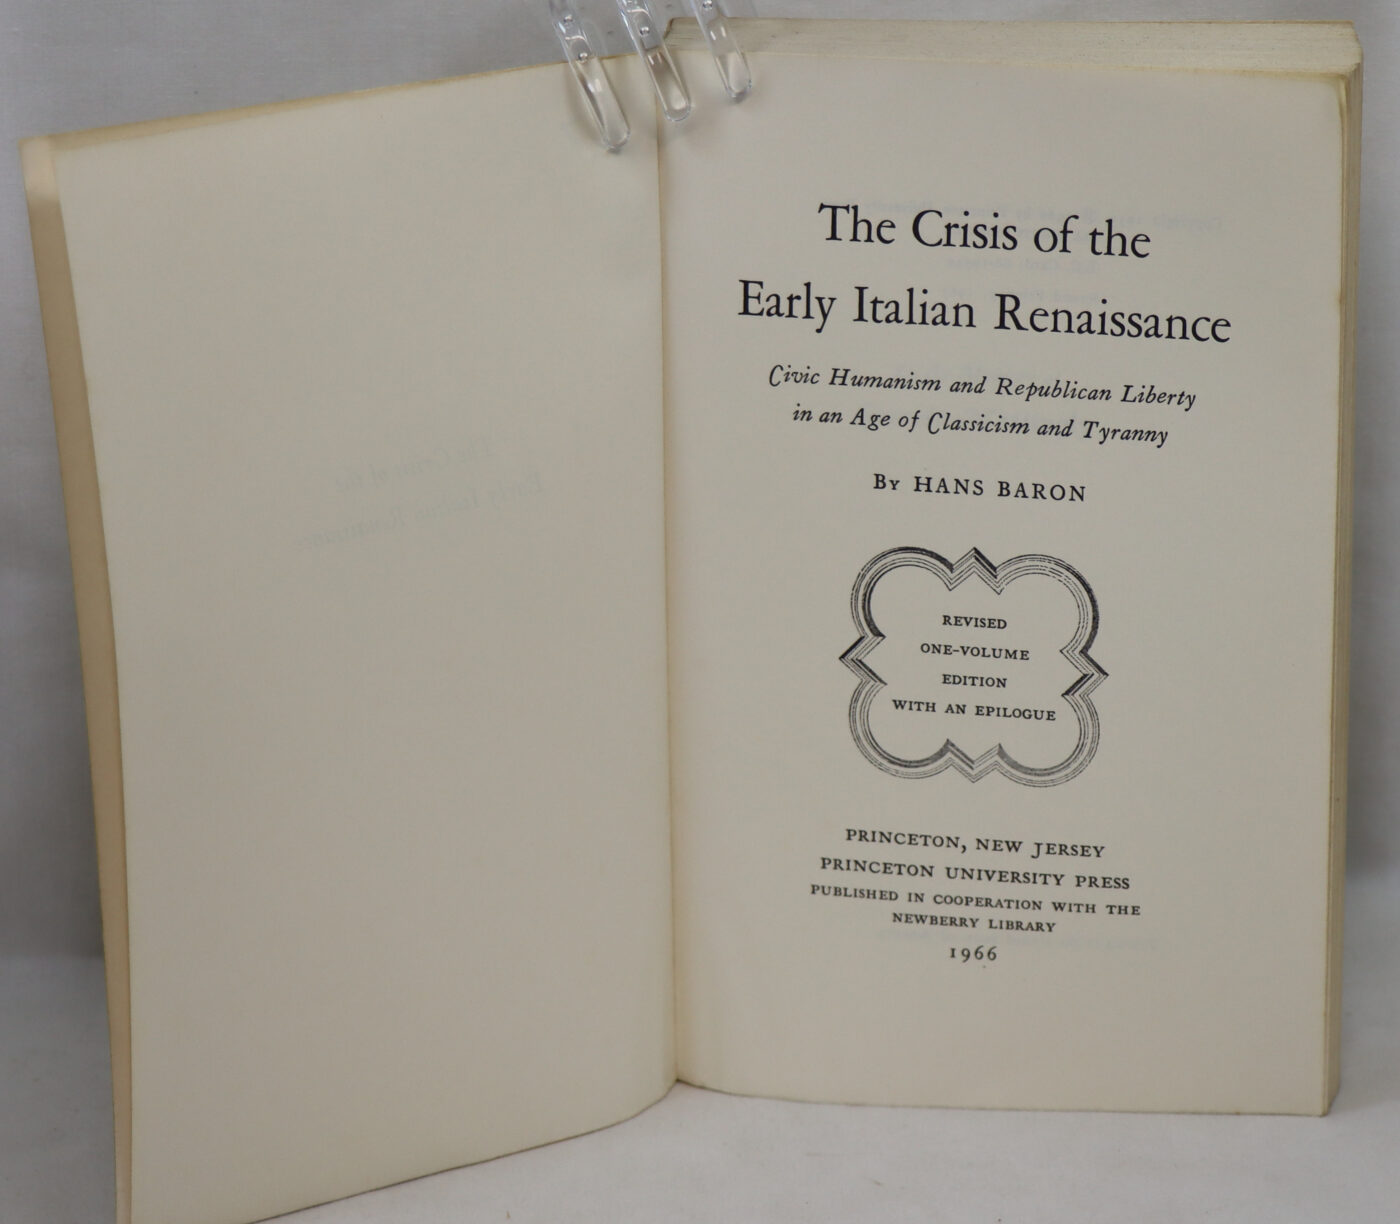 The Crisis of the
Early Italian Renaissance
Civic Humanism and Republican Liberty
in an Age of Classicism and Tyranny
By HANS BARON
REVISED
ONE-VOLUME
EDITION
WITH AN EPILOGUE
PRINCETON, NEW JERSEY
PRINCETON UNIVERSITY PRESS
PUBLISHED IN COOPERATION WITH THE
NEWBERRY LIBRARY
1966